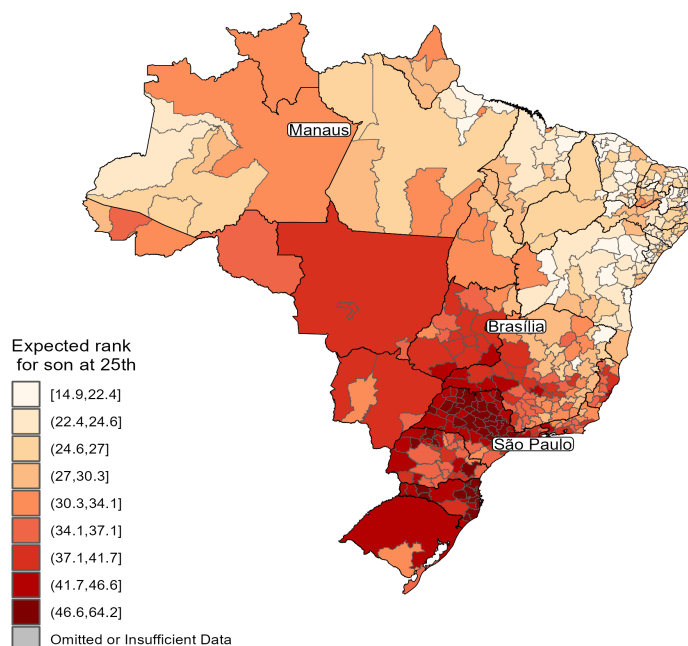 Manaus
Brasília
São Paulo
Expected rank
for son at 25th
[14.9,22.4]
(22.4,24.6]
(24.6,27]
(27,30.3]
(30.3,34.1]
(34.1,37.1]
(37.1,41.7]
(41.7,46.6]
(46.6,64.2]
Omitted or Insufficient Data